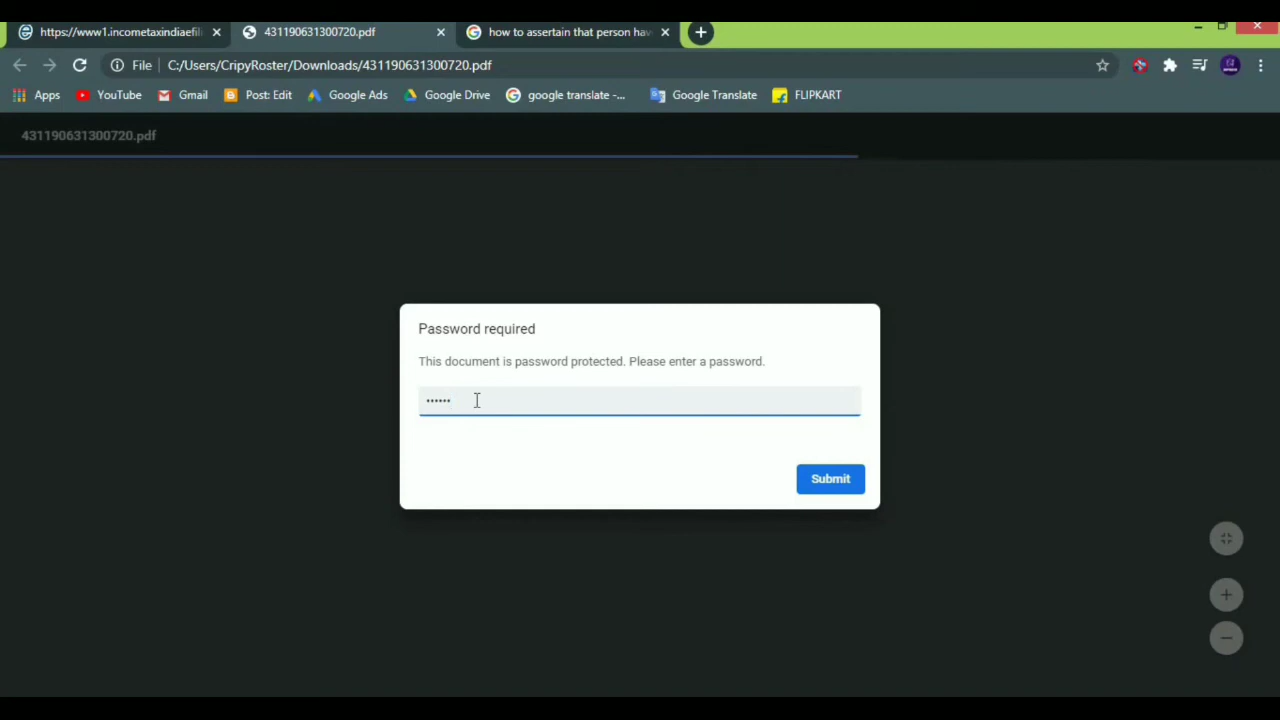 https://www1.incometaxindiaefil
431190631300720.pdf
how to assertain that person hav
File
C:/Users/CripyRoster/Downloads/431190631300720.pdf
Apps
YouTube
Gmail
Post: Edit
Google Ads
Google Drive
google translate -...
Google Translate
FLIPKART
431190631300720.pdf
Password required
This document is password protected. Please enter a password.
••••••
Submit